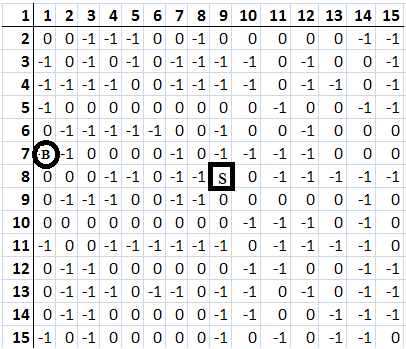 1 1 2 3 4 5 6 7 8 9 10 11 12 13 14 15
2 0 0 -1 -1 -1 0 0 -1 0 0 0 0 0 -1 -1
3 -1 0 -1 0 -1 0 -1 -1 -1 -1 0 -1 0 -1 -1
4 -1 -1 -1 -1 0 0 -1 -1 -1 -1 0 -1 -1 0 -1
5 -1 0 0 0 0 0 0 0 0 0 -1 0 0 -1 -1
6 0 -1 -1 -1 -1 -1 0 0 -1 0 0 -1 0 0 0
7 B -1 0 0 0 0 -1 0 -1 -1 -1 -1 0 0 0
8 0 0 0 -1 -1 0 -1 -1 S 0 -1 -1 -1 -1 -1
9 0 -1 -1 -1 0 0 -1 -1 0 0 0 0 0 -1 0
10 0 0 0 0 0 0 0 0 0 -1 -1 -1 0 -1 0
11 -1 0 0 -1 -1 -1 -1 -1 -1 0 -1 -1 -1 -1 0
12 0 -1 -1 0 0 0 0 0 0 -1 -1 0 0 -1 -1
13 0 -1 -1 -1 0 -1 -1 0 -1 -1 0 -1 0 -1 -1
14 0 -1 -1 0 0 0 0 0 -1 -1 -1 0 -1 -1 -1
15 -1 0 -1 0 0 0 0 0 -1 0 -1 0 -1 -1 0